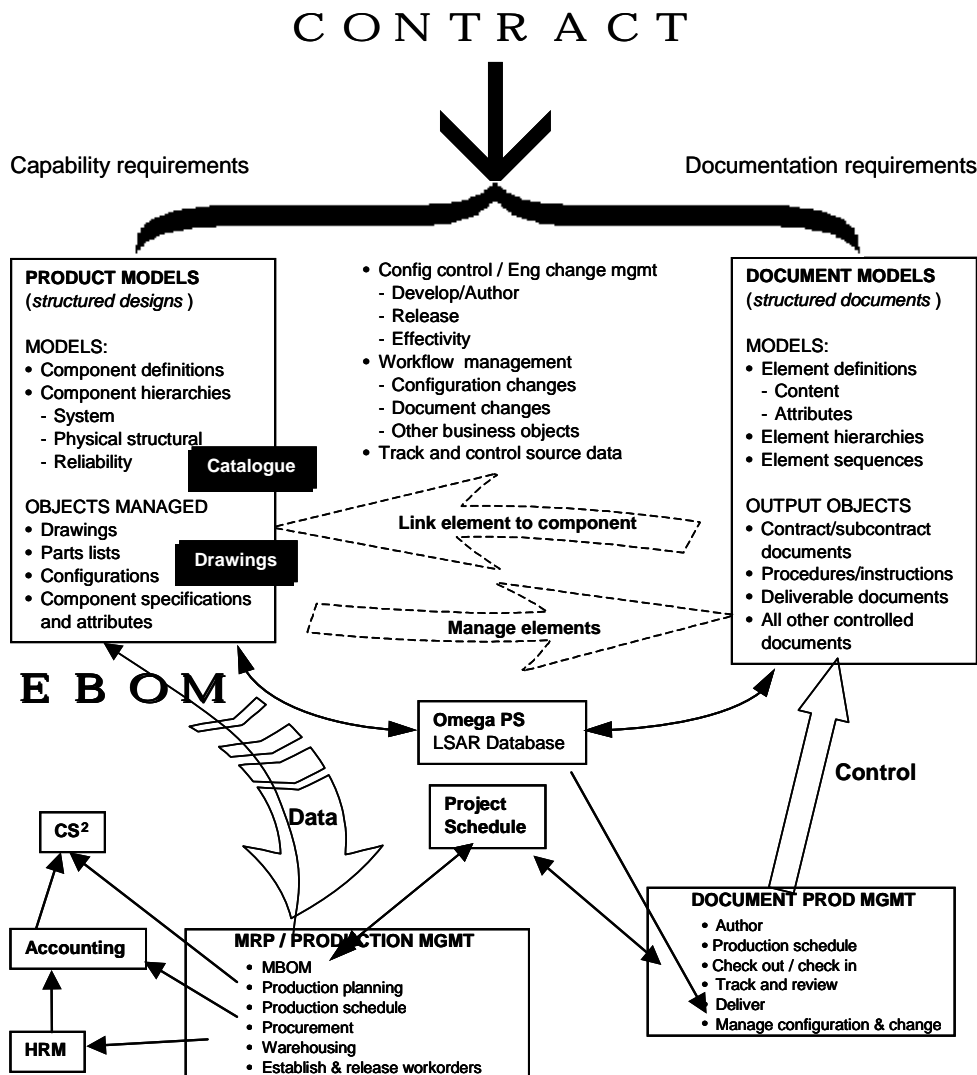 C O N T R A C T
Capability requirements
Documentation requirements
PRODUCT MODELS
(structured designs )
MODELS:
• Component definitions
• Component hierarchies
- System
- Physical structural
- Reliability
Catalogue
OBJECTS MANAGED
• Drawings
• Parts lists
• Configurations
• Component specifications
and attributes
Drawings
• Config control / Eng change mgmt
- Develop/Author
- Release
- Effectivity
• Workflow management
- Configuration changes
- Document changes
- Other business objects
• Track and control source data
Link element to component
Manage elements
DOCUMENT MODELS
(structured documents )
MODELS:
• Element definitions
- Content
- Attributes
• Element hierarchies
• Element sequences
OUTPUT OBJECTS
• Contract/subcontract
documents
• Procedures/instructions
• Deliverable documents
• All other controlled
documents
E B O M
Omega PS
LSAR Database
Control
Data
Project
Schedule
CS²
Accounting
HRM
MRP / PRODUCTION MGMT
• MBOM
• Production planning
• Production schedule
• Procurement
• Warehousing
• Establish & release workorders
DOCUMENT PROD MGMT
• Author
• Production schedule
• Check out / check in
• Track and review
• Deliver
• Manage configuration & change